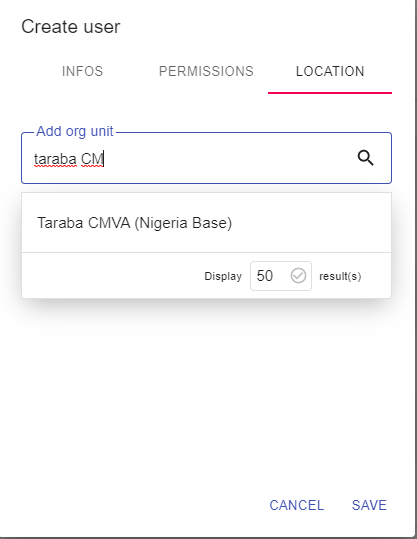 Create user
INFOS PERMISSIONS LOCATION
Add org unit
taraba CM
Taraba CMVA (Nigeria Base)
Display 50 result(s)
CANCEL SAVE